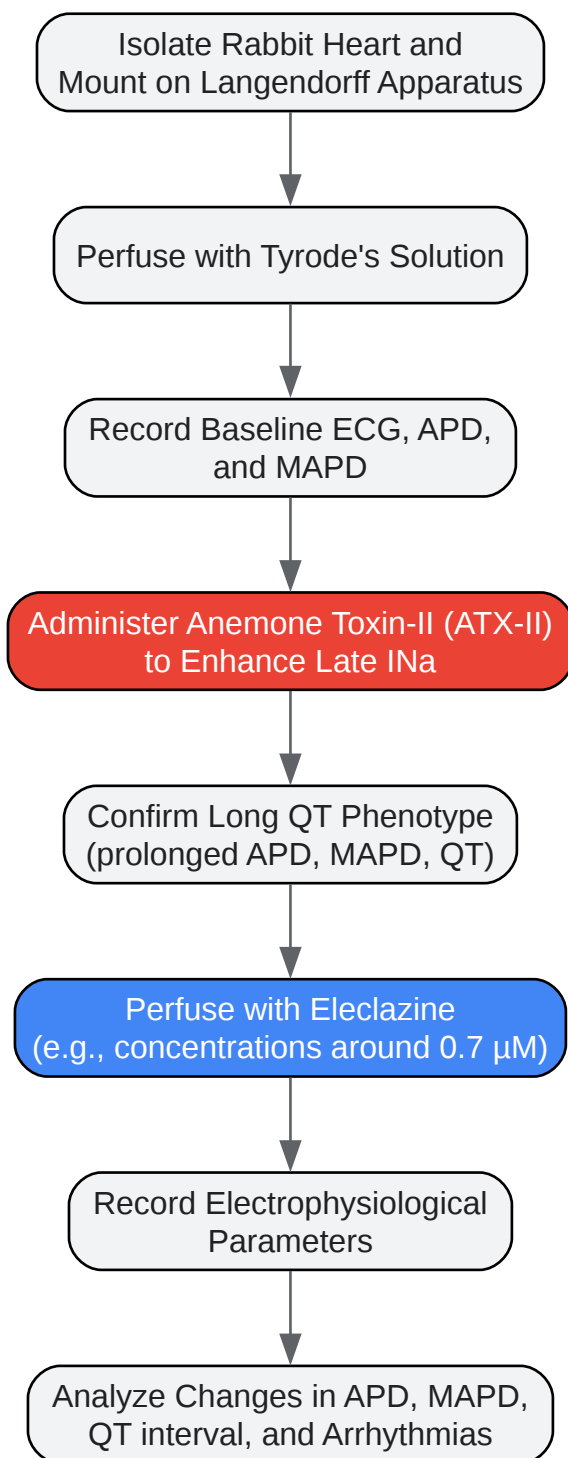 Isolate Rabbit Heart and
Mount on Langendorff Apparatus
Perfuse with Tyrode's Solution
Record Baseline ECG, APD,
and MAPD
Administer Anemone Toxin-II (ATX-II)
to Enhance Late INa
Confirm Long QT Phenotype
(prolonged APD, MAPD, QT)
Perfuse with Eleclazine
(e.g., concentrations around 0.7 µM)
Record Electrophysiological
Parameters
Analyze Changes in APD, MAPD,
QT interval, and Arrhythmias